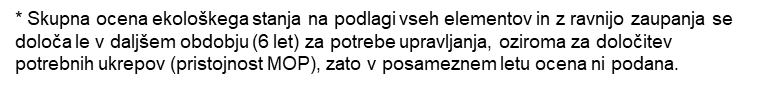 * Skupna ocena ekološkega stanja na podlagi vseh elementov in z ravnijo zaupanja se
določa le v daljšem obdobju (6 let) za potrebe upravljanja, oziroma za določitev
potrebnih ukrepov (pristojnost MOP), zato v posameznem letu ocena ni podana.